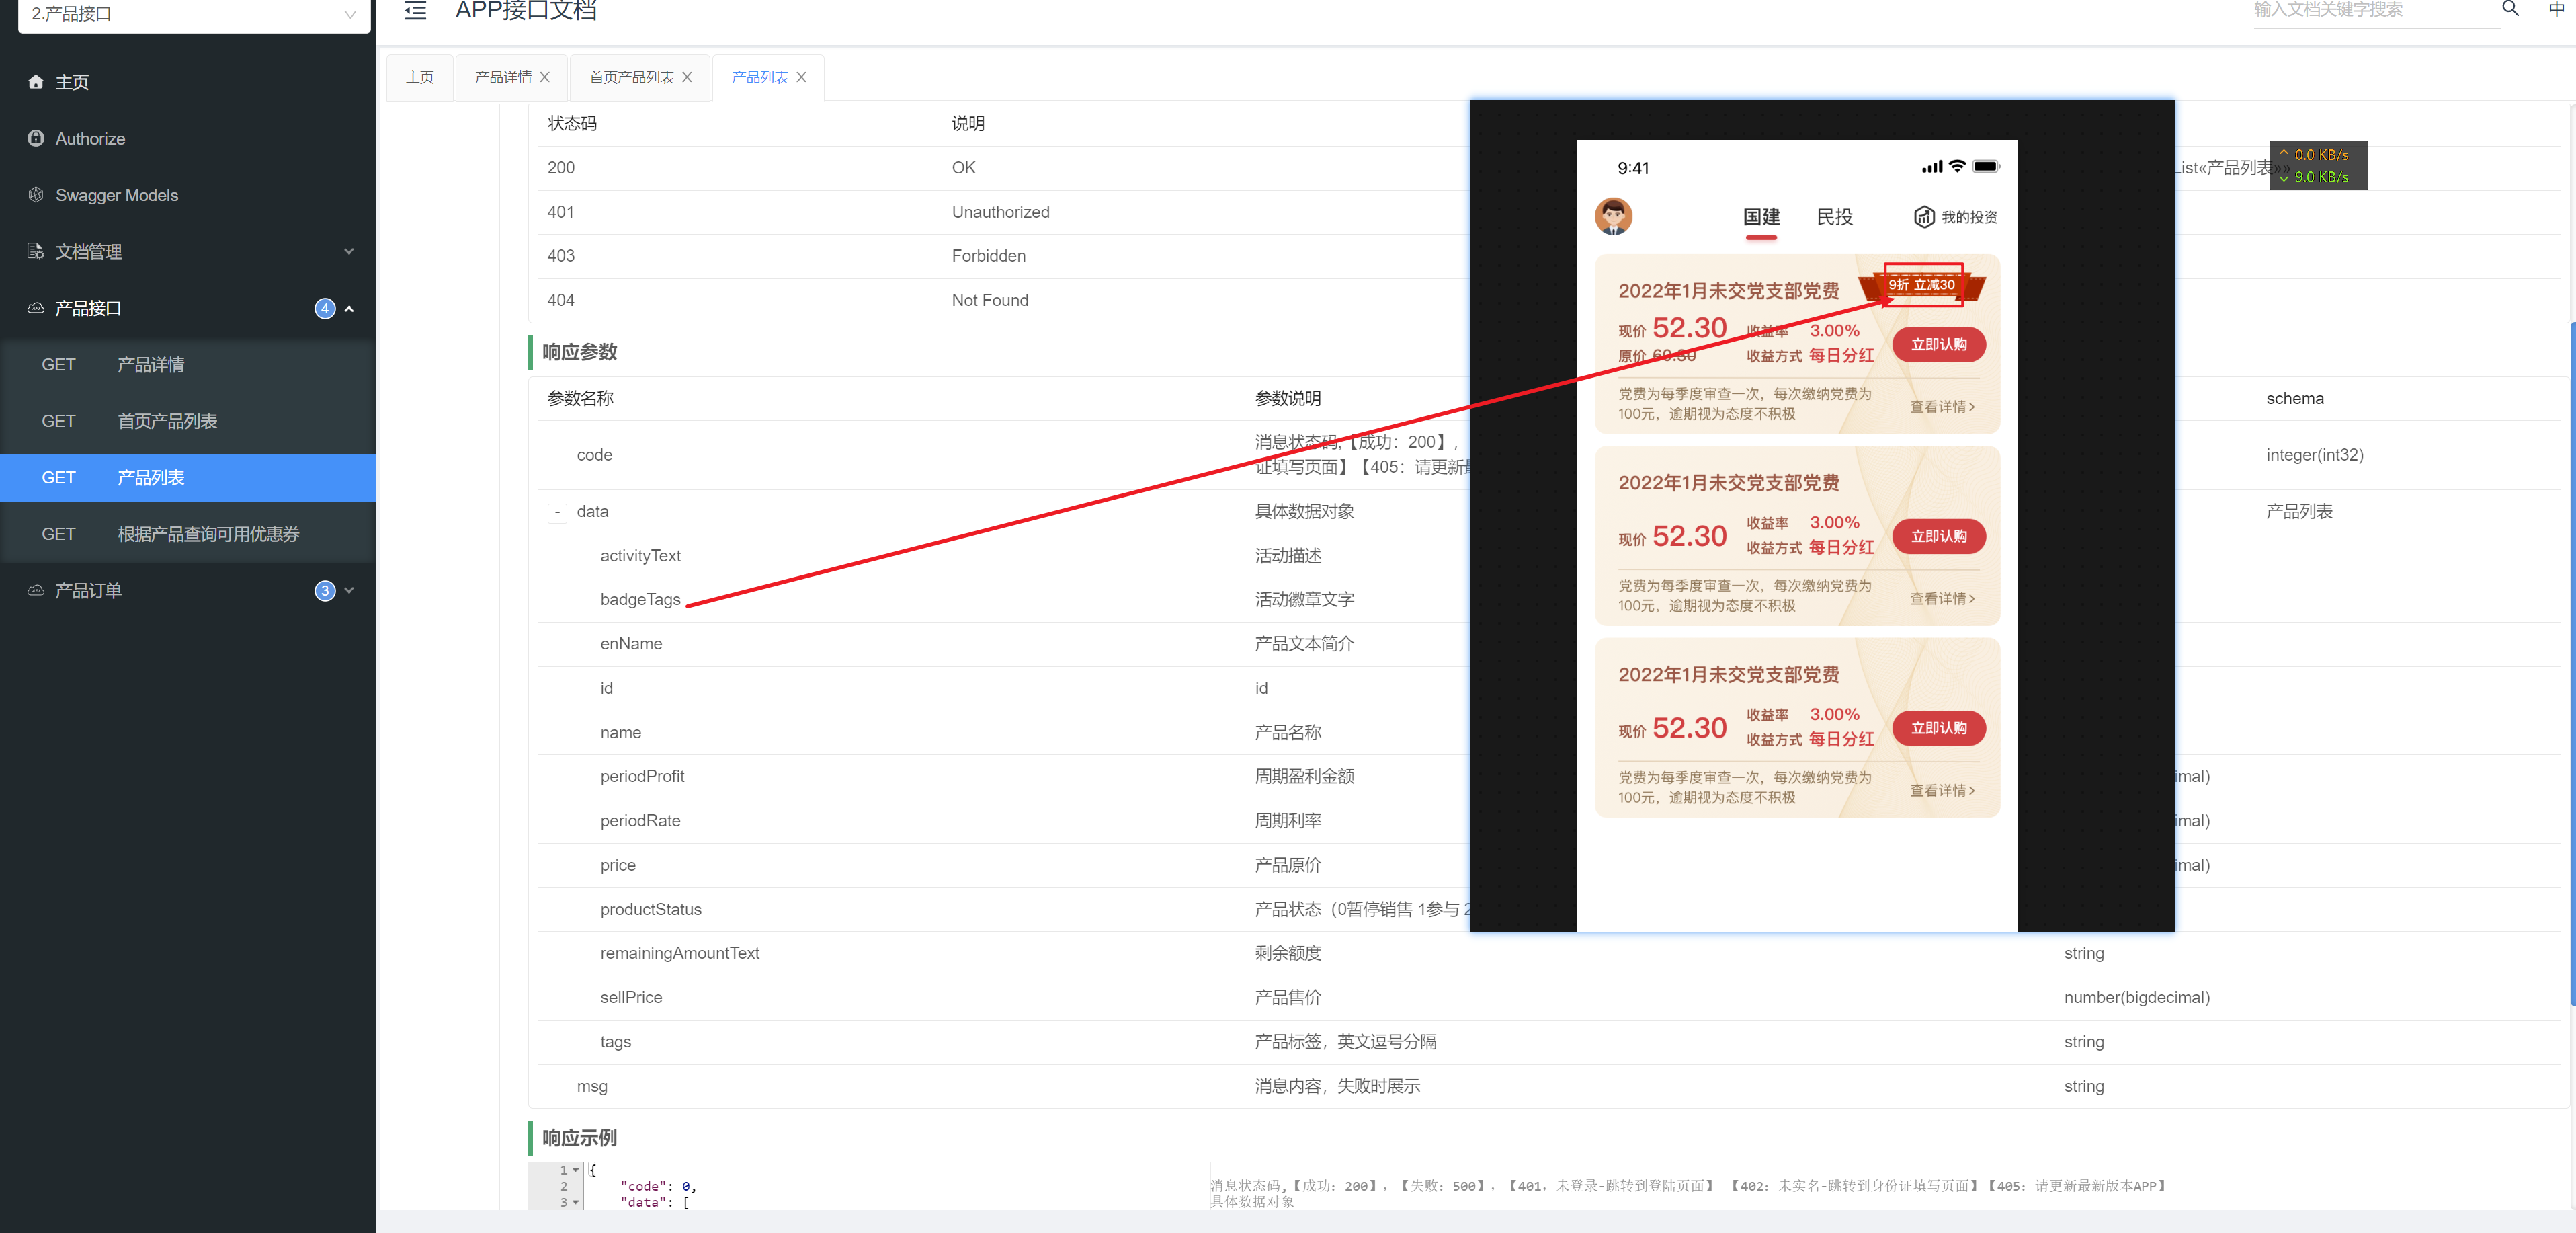 2.产品接口
APP接口文档
输入文档关键字搜索
中
主页
Authorize
Swagger Models
文档管理
产品接口
4
GET 产品详情
GET 首页产品列表
GET 产品列表
GET 根据产品查询可用优惠券
产品订单
3
主页
产品详情
首页产品列表
产品列表
状态码 说明
200 OK
List«产品列表»»
401 Unauthorized
403 Forbidden
404 Not Found
↑ 0.0 KB/s
↓ 9.0 KB/s
响应参数
参数名称 参数说明 schema
code 消息状态码,【成功：200】，
证填写页面】【405：请更新
integer(int32)
- data 具体数据对象 产品列表
activityText 活动描述
badgeTags 活动徽章文字
enName 产品文本简介
id id
name 产品名称
periodProfit 周期盈利金额 imal)
periodRate 周期利率 imal)
price 产品原价 imal)
productStatus 产品状态（0暂停销售 1参与 2
remainingAmountText 剩余额度 string
sellPrice 产品售价 number(bigdecimal)
tags 产品标签，英文逗号分隔 string
msg 消息内容，失败时展示 string
9:41
国建 民投 我的投资
2022年1月未交党支部党费
9折 立减30
现价 52.30 收益率 3.00%
原价 60.30 收益方式 每日分红
立即认购
党费为每季度审查一次，每次缴纳党费为
100元，逾期视为态度不积极
查看详情>
2022年1月未交党支部党费
现价 52.30 收益率 3.00%
收益方式 每日分红
立即认购
党费为每季度审查一次，每次缴纳党费为
100元，逾期视为态度不积极
查看详情>
2022年1月未交党支部党费
现价 52.30 收益率 3.00%
收益方式 每日分红
立即认购
党费为每季度审查一次，每次缴纳党费为
100元，逾期视为态度不积极
查看详情>
响应示例
1 {
2 "code": 0, 消息状态码,【成功：200】，【失败：500】，【401，未登录-跳转到登陆页面】 【402：未实名-跳转到身份证填写页面】【405：请更新最新版本APP】
3 "data": [ 具体数据对象